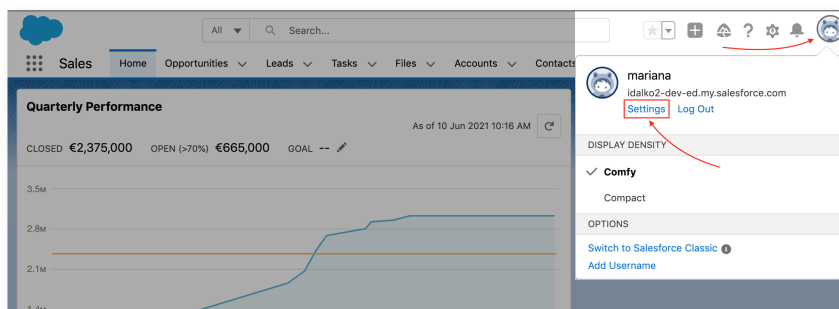 All
Search...
Sales Home Opportunities Leads Tasks Files Accounts Contacts
Quarterly Performance
As of 10 Jun 2021 10:16 AM
CLOSED €2,375,000 OPEN (>70%) €665,000 GOAL --
3.5M
2.8M
2.1M
1.4M
mariana
idalko2-dev-ed.my.salesforce.com
Settings Log Out
DISPLAY DENSITY
Comfy
Compact
OPTIONS
Switch to Salesforce Classic
Add Username